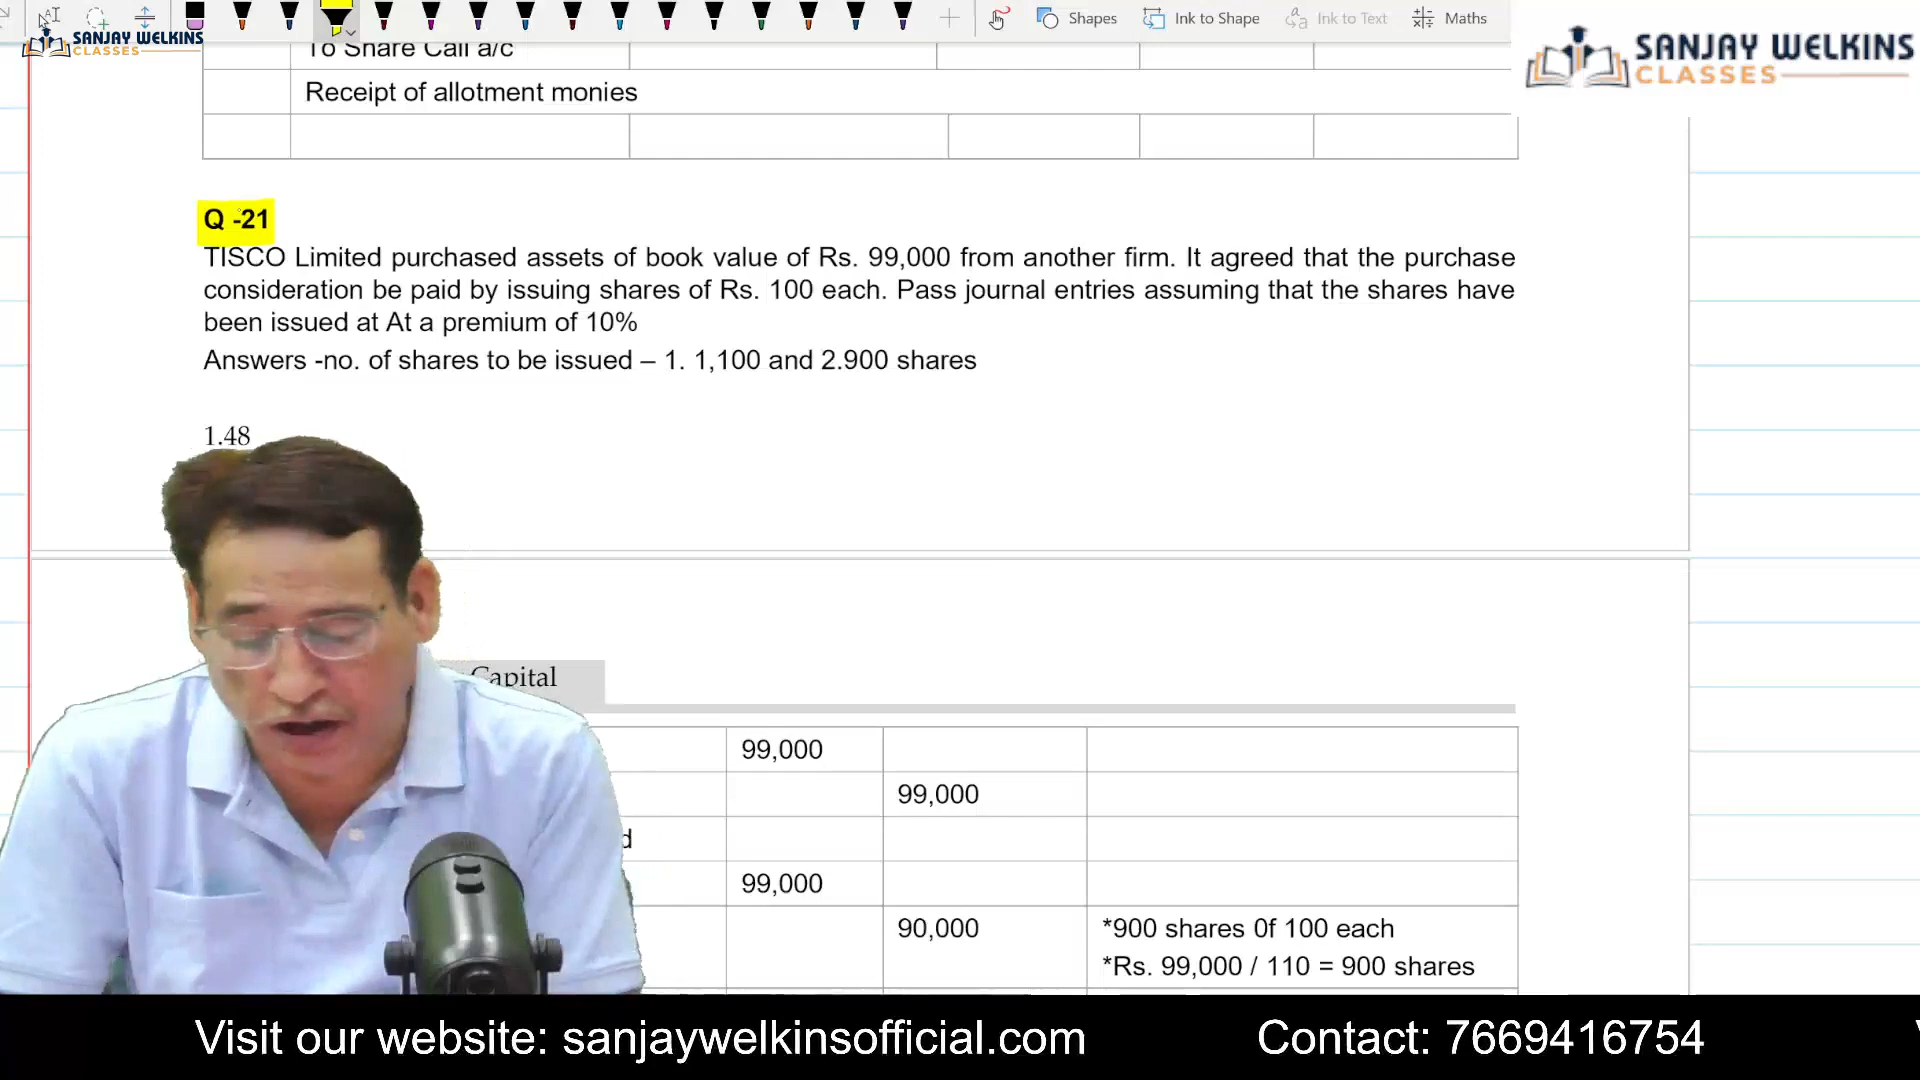 Shapes
Ink to Shape
Ink to Text
Maths
SANJAY WELKINS
CLASSES
SANJAY WELKINS
CLASSES
To Share Call a/c
Receipt of allotment monies
Q -21
TISCO Limited purchased assets of book value of Rs. 99,000 from another firm. It agreed that the purchase
consideration be paid by issuing shares of Rs. 100 each. Pass journal entries assuming that the shares have
been issued at At a premium of 10%
Answers -no. of shares to be issued – 1. 1,100 and 2.900 shares
1.48
Capital
99,000
99,000
d
99,000
90,000
*900 shares 0f 100 each
*Rs. 99,000 / 110 = 900 shares
Visit our website: sanjaywelkinsofficial.com
Contact: 7669416754